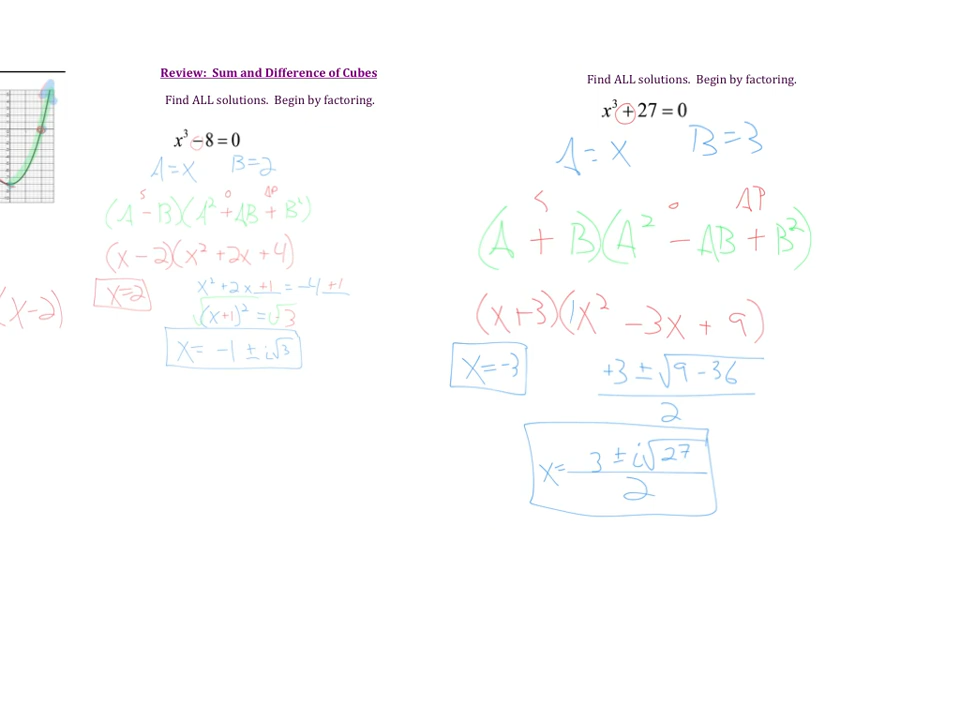 Review: Sum and Difference of Cubes
Find ALL solutions. Begin by factoring.
x³ − 8 = 0
A = x B = 2
S O AP
(A − B)(A² + AB + B²)
(x − 2)(x² + 2x + 4)
x = 2
x² + 2x + 1 = −4 + 1
√(x+1)² = √−3
x = −1 ± i√3
(x−2)
Find ALL solutions. Begin by factoring.
x³ + 27 = 0
A = x B = 3
S O AP
(A + B)(A² − AB + B²)
(x+3)(1x² − 3x + 9)
x = −3
+3 ± √9 − 36
2
x = 3 ± i√27
2